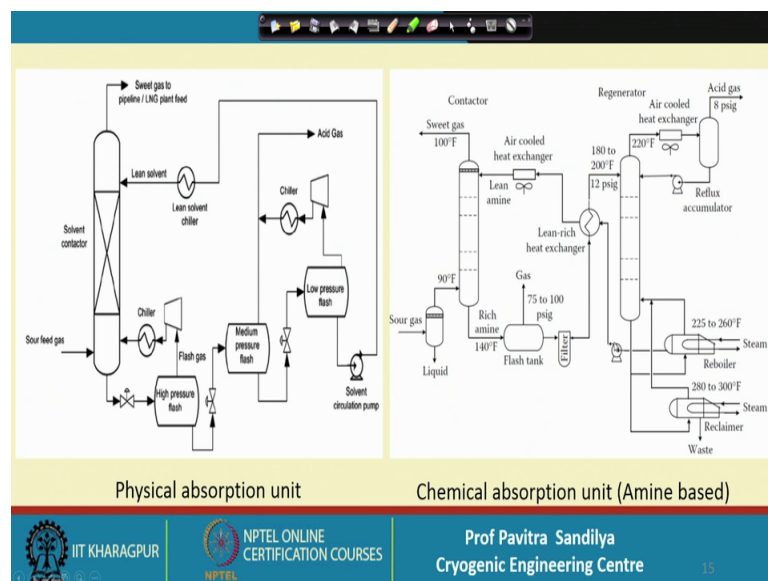 Sweet gas to
pipeline / LNG plant feed
Acid Gas
Lean solvent
Lean solvent
chiller
Chiller
Solvent
contactor
Low pressure
flash
Chiller
Medium
pressure
flash
Sour feed gas
Flash gas
High pressure
flash
Solvent
circulation pump
Physical absorption unit
Contactor
Regenerator
Acid gas
8 psig
Air cooled
heat exchanger
Sweet gas
100°F
Air cooled
heat exchanger
180 to
200°F
12 psig
220°F
Lean
amine
Reflux
accumulator
Lean-rich
heat exchanger
90°F
Gas
75 to 100
psig
Sour gas
Rich
amine
140°F
Flash tank
Filter
Liquid
225 to 260°F
Steam
Reboiler
280 to 300°F
Steam
Reclaimer
Waste
Chemical absorption unit (Amine based)
IIT KHARAGPUR
NPTEL
NPTEL ONLINE
CERTIFICATION COURSES
Prof Pavitra Sandilya
Cryogenic Engineering Centre
15